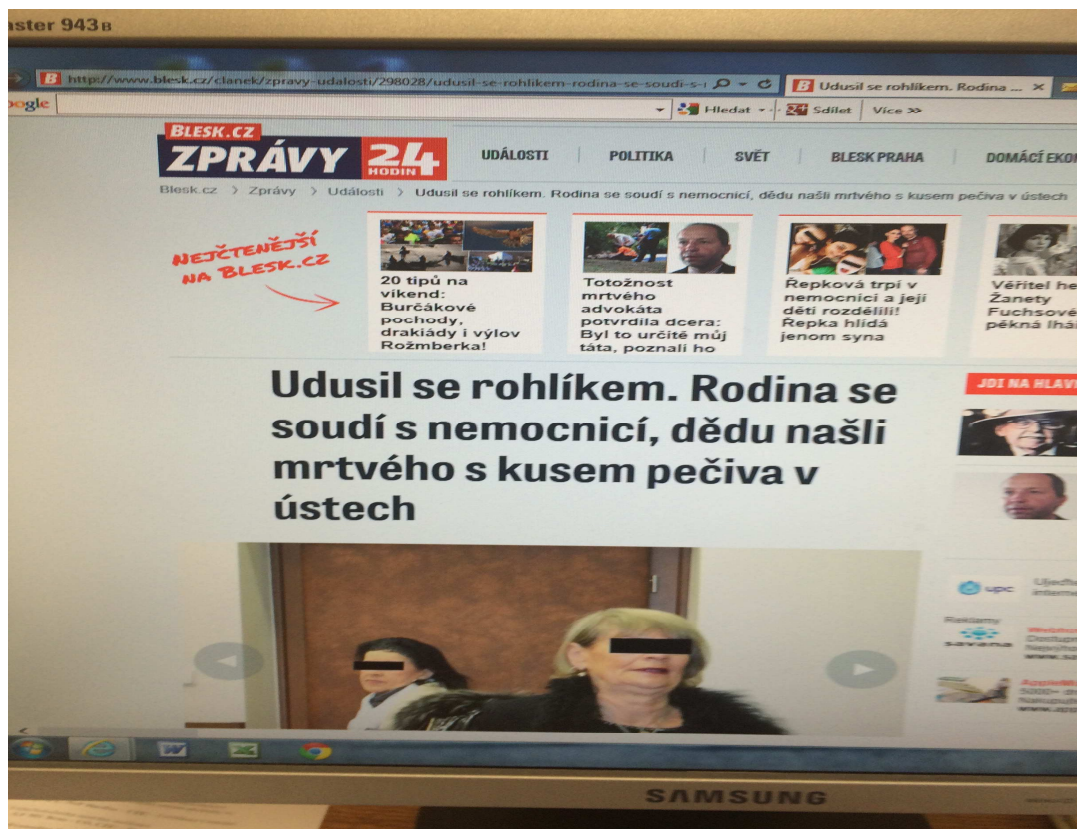 aster 943B
http://www.blesk.cz/clanek/zpravy-udalosti/298028/udusil-se-rohlikem-rodina-se-soudi-s-
Udusil se rohlíkem. Rodina ...
oogle
Hledat
Sdílet
Více »
BLESK.CZ
ZPRÁVY 24
HODIN
UDÁLOSTI
POLITIKA
SVĚT
BLESK PRAHA
DOMÁCÍ EKON
Blesk.cz > Zprávy > Události > Udusil se rohlíkem. Rodina se soudí s nemocnicí, dědu našli mrtvého s kusem pečiva v ústech
NEJČTENĚJŠÍ
NA BLESK.CZ
20 tipů na
víkend:
Burčákové
pochody,
drakiády i výlov
Rožmberka!
Totožnost
mrtvého
advokáta
potvrdila dcera:
Byl to určitě můj
táta, poznali ho
Řepková trpí v
nemocnici a její
děti rozdělili!
Řepka hlídá
jenom syna
Věřitel he
Žanety
Fuchsové
pěkná lhá
Udusil se rohlíkem. Rodina se
soudí s nemocnicí, dědu našli
mrtvého s kusem pečiva v
ústech
JDI NA HLAV
upc
Reklamy
savana
SAMSUNG